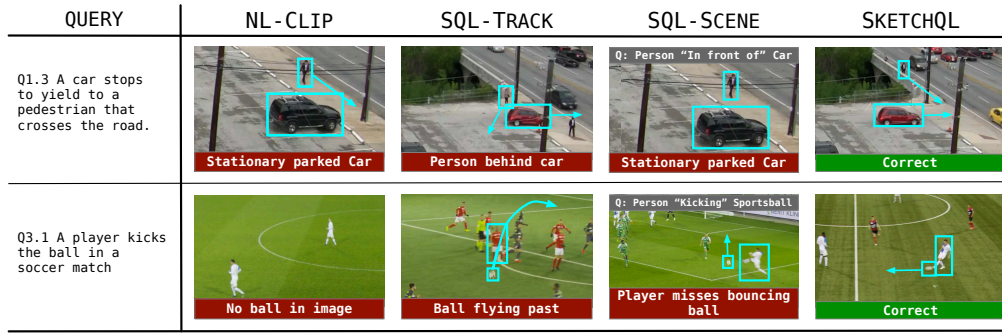 QUERY NL-CLIP SQL-TRACK SQL-SCENE SKETCHQL
Q1.3 A car stops
to yield to a
pedestrian that
crosses the road.
Q: Person "In front of" Car
Stationary parked Car
Person behind car
Stationary parked Car
Correct
Q3.1 A player kicks
the ball in a
soccer match
Q: Person "Kicking" Sportsball
No ball in image
Ball flying past
Player misses bouncing
ball
Correct